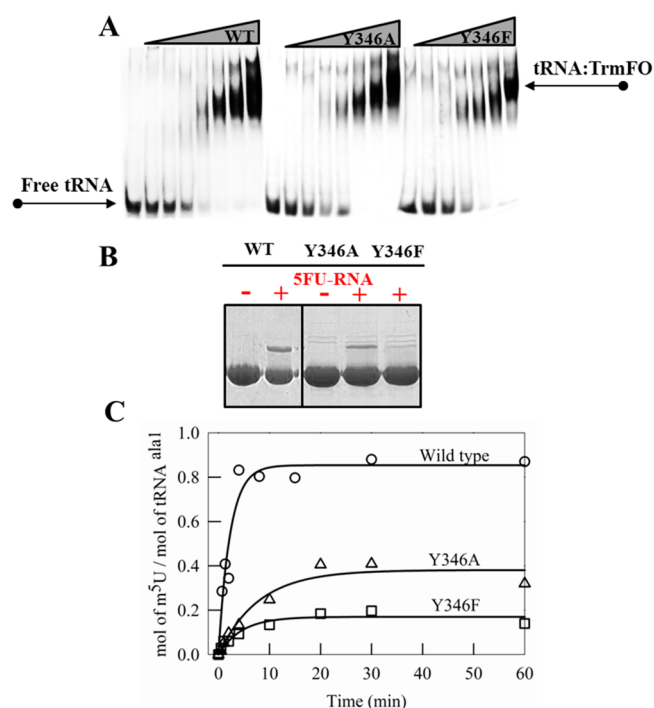 A
WT
Y346A
Y346F
tRNA:TrmFO
Free tRNA
B
WT Y346A Y346F
5FU-RNA
- + - + +
C
mol of m⁵U / mol of tRNA ala1
1.0
0.8
0.6
0.4
0.2
0.0
Wild type
Y346A
Y346F
0 10 20 30 40 50 60
Time (min)